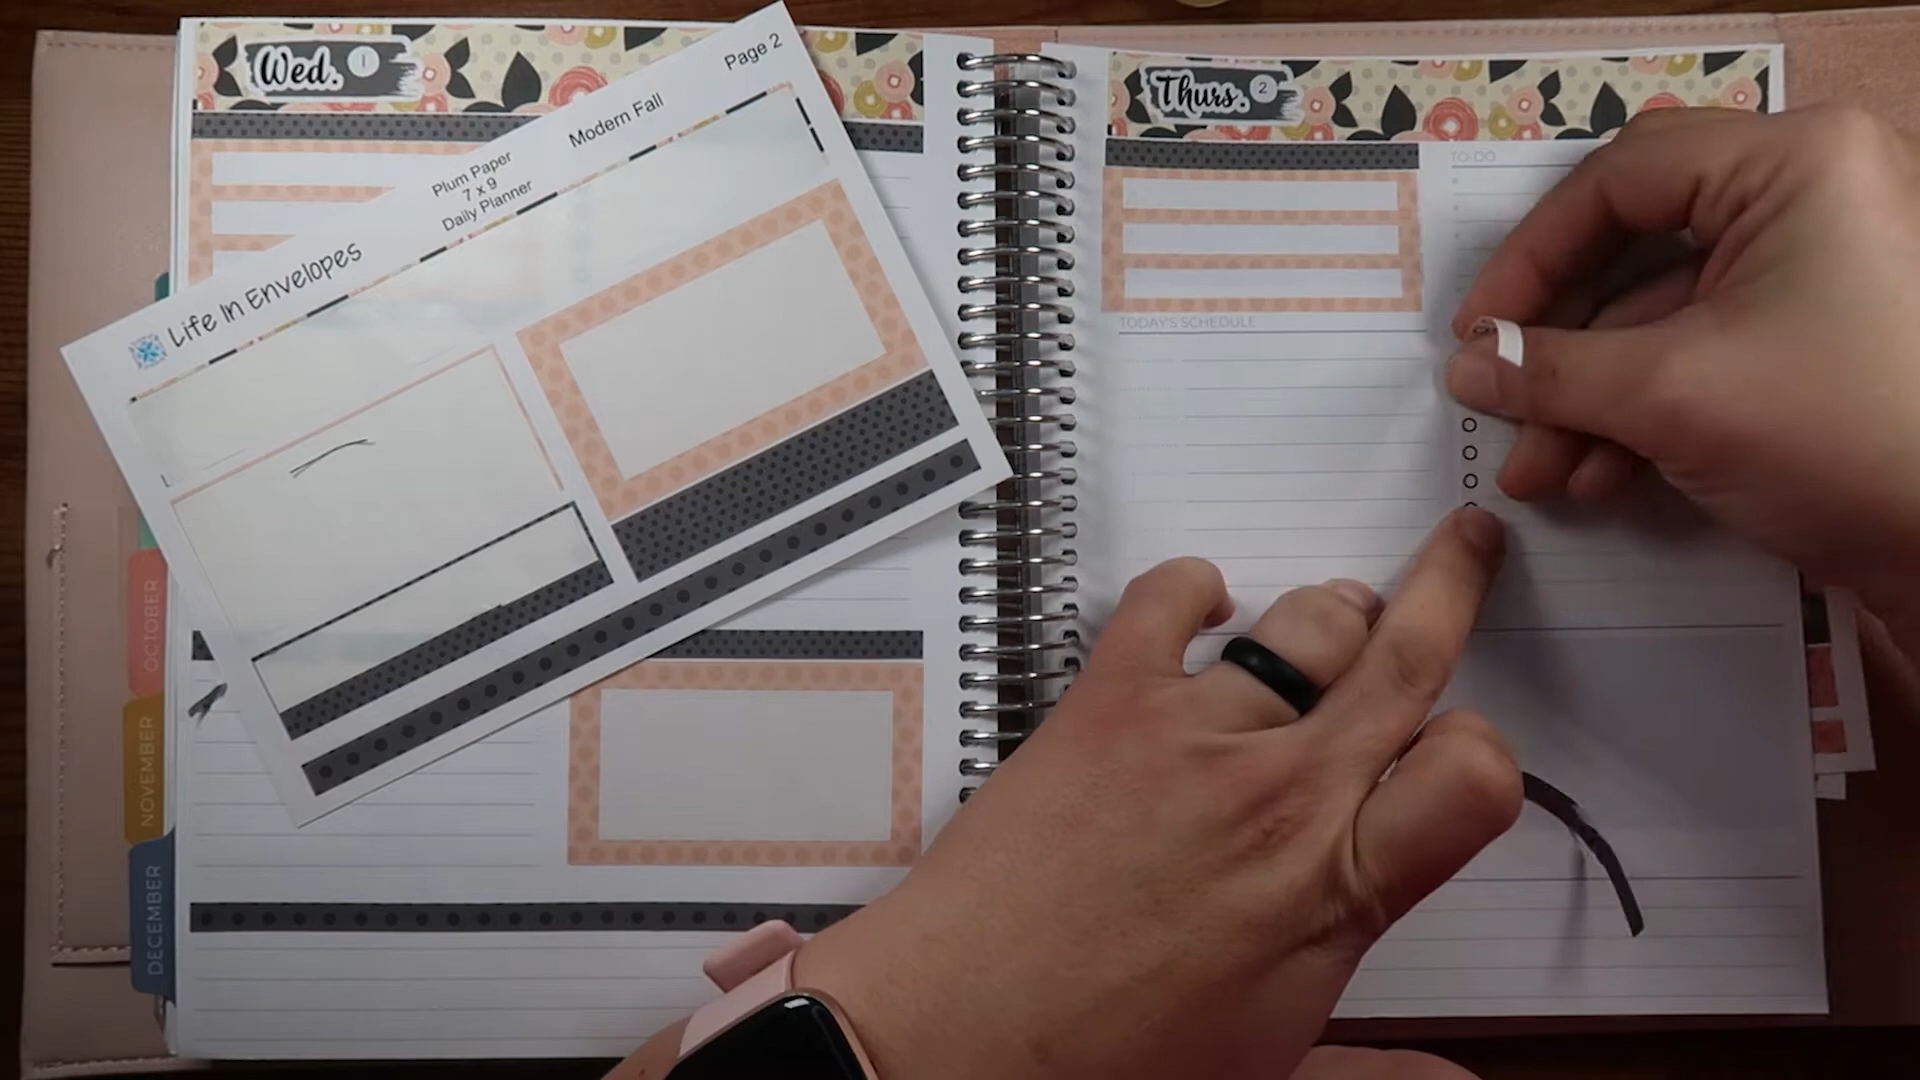 Wed. 1
Page 2
Modern Fall
Plum Paper
7 x 9
Daily Planner
Life In Envelopes
Thurs. 2
TO-DO
TODAY'S SCHEDULE
OCTOBER
NOVEMBER
DECEMBER